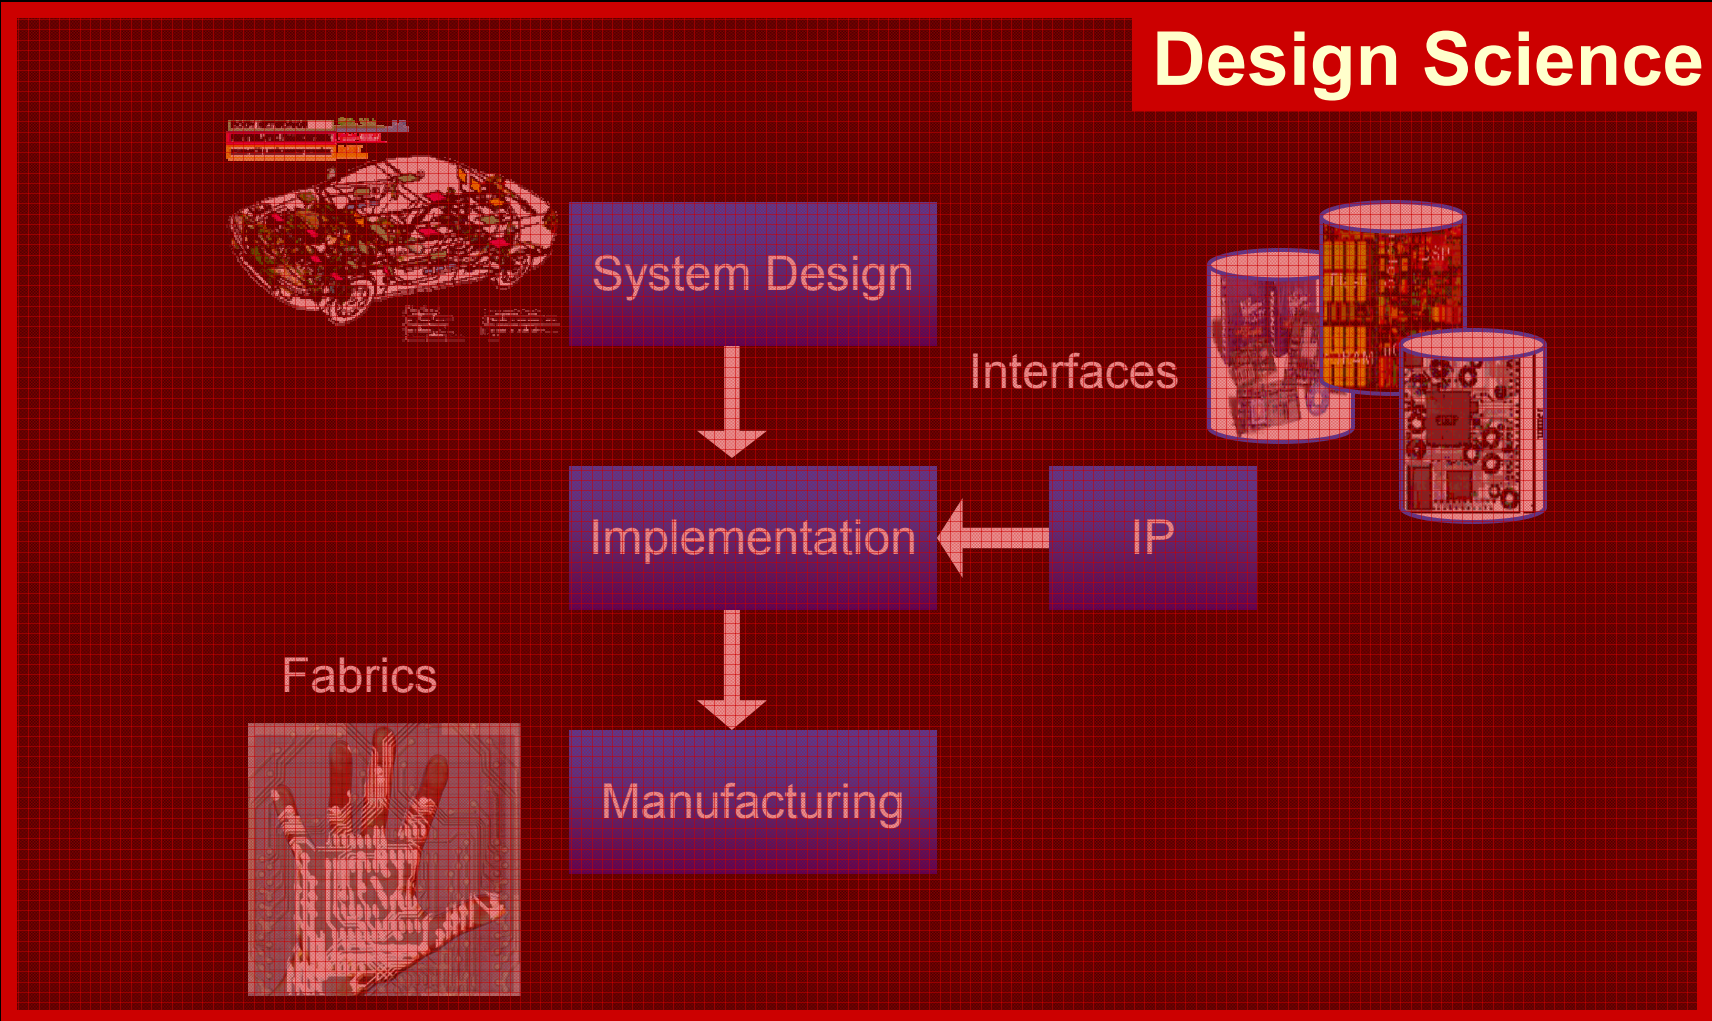 Design Science
System Design
Interfaces
Implementation
IP
Fabrics
Manufacturing